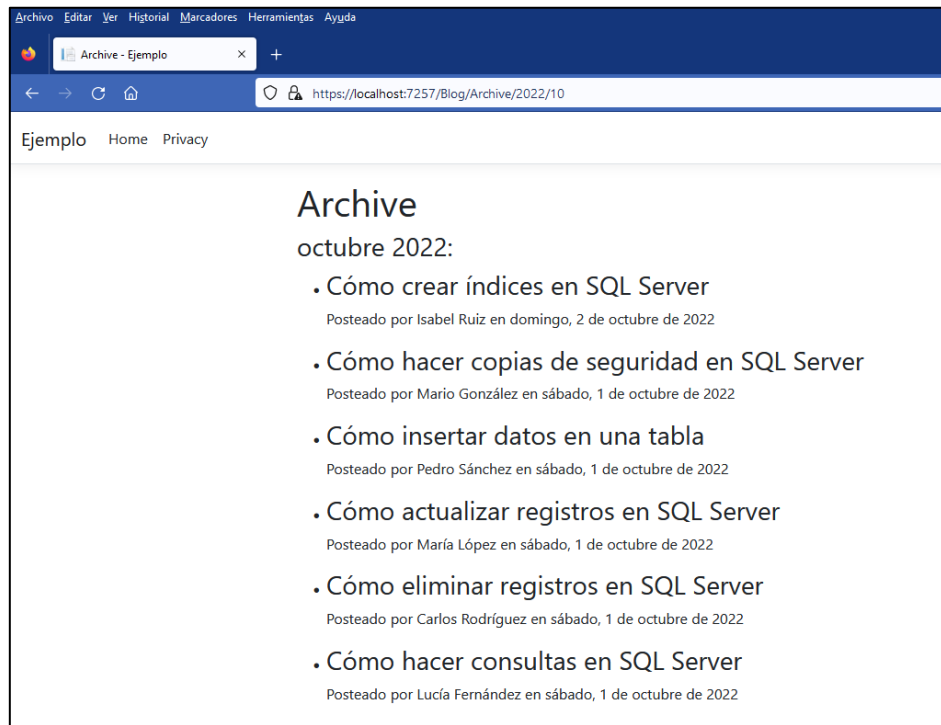 Archivo Editar Ver Historial Marcadores Herramientas Ayuda
Archive - Ejemplo
https://localhost:7257/Blog/Archive/2022/10
Ejemplo Home Privacy
Archive
octubre 2022:
Cómo crear índices en SQL Server
Posteado por Isabel Ruiz en domingo, 2 de octubre de 2022
Cómo hacer copias de seguridad en SQL Server
Posteado por Mario González en sábado, 1 de octubre de 2022
Cómo insertar datos en una tabla
Posteado por Pedro Sánchez en sábado, 1 de octubre de 2022
Cómo actualizar registros en SQL Server
Posteado por María López en sábado, 1 de octubre de 2022
Cómo eliminar registros en SQL Server
Posteado por Carlos Rodríguez en sábado, 1 de octubre de 2022
Cómo hacer consultas en SQL Server
Posteado por Lucía Fernández en sábado, 1 de octubre de 2022